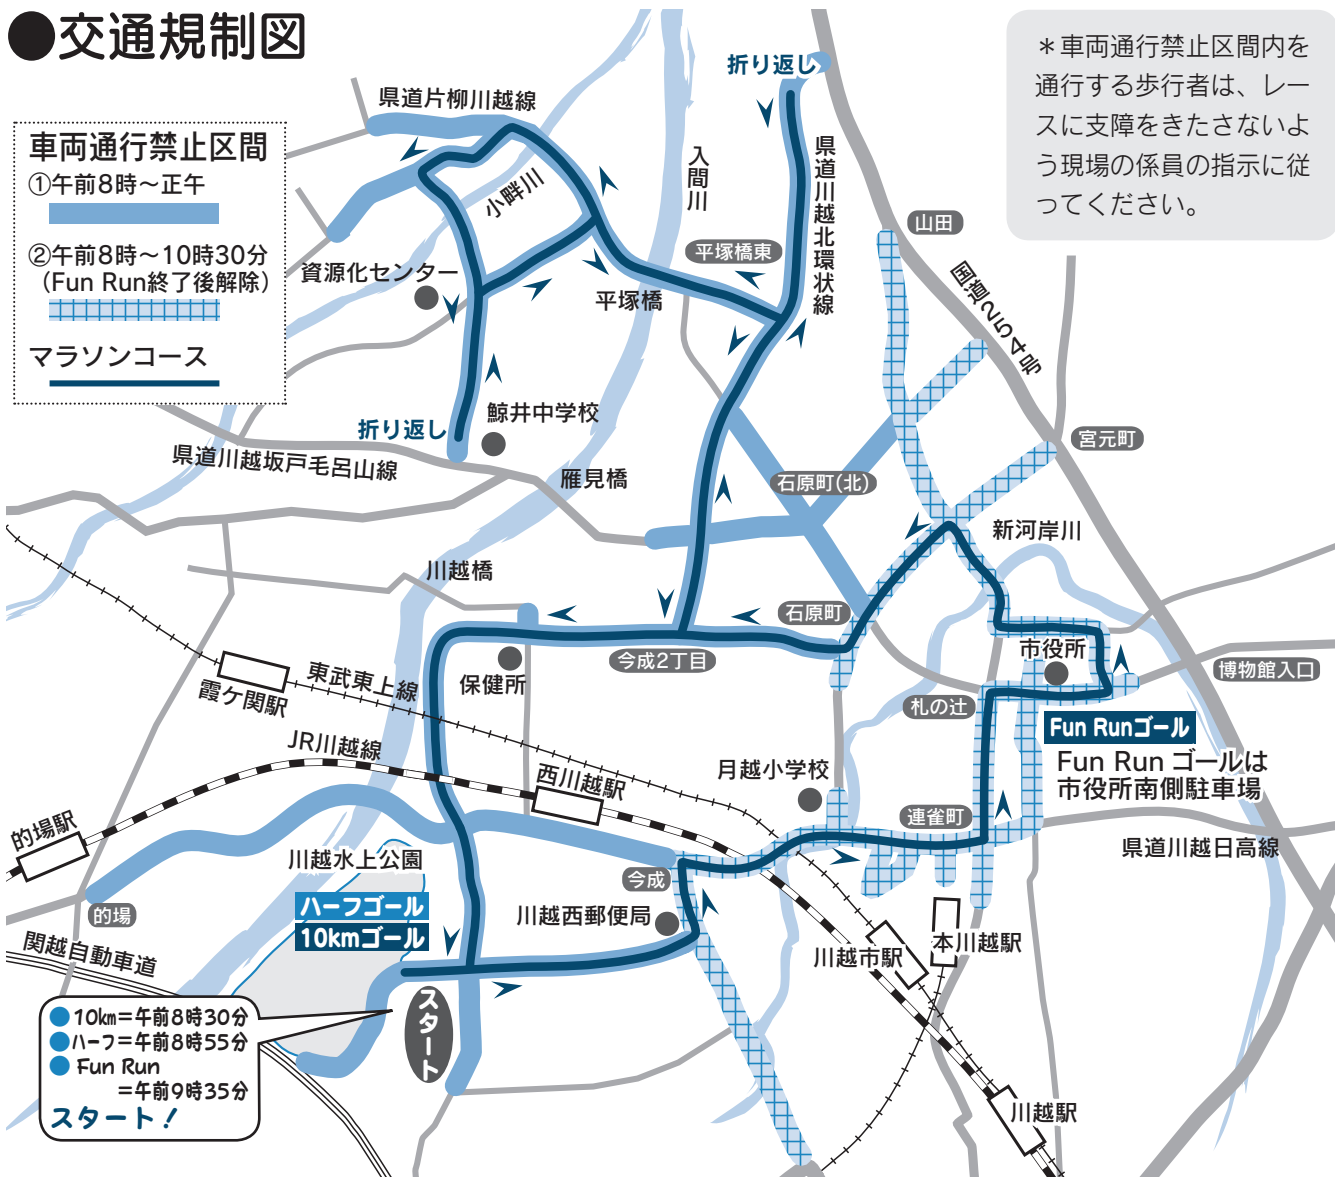 ●交通規制図
＊車両通行禁止区間内を
通行する歩行者は、レー
スに支障をきたさないよ
う現場の係員の指示に従
ってください。
車両通行禁止区間
①午前8時～正午
②午前8時～10時30分
（Fun Run終了後解除）
マラソンコース
折り返し
県道片柳川越線
小畔川
入間川
県道川越北環状線
山田
平塚橋東
国道254号
資源化センター
平塚橋
鯨井中学校
折り返し
宮元町
県道川越坂戸毛呂山線
雁見橋
石原町(北)
新河岸川
川越橋
石原町
今成2丁目
市役所
博物館入口
保健所
東武東上線
霞ケ関駅
札の辻
Fun Runゴール
Fun Run ゴールは
市役所南側駐車場
JR川越線
西川越駅
月越小学校
連雀町
県道川越日高線
的場駅
川越水上公園
今成
ハーフゴール
10kmゴール
的場
川越西郵便局
関越自動車道
川越市駅
本川越駅
スタート
10km＝午前8時30分
ハーフ＝午前8時55分
Fun Run
＝午前9時35分
スタート！
川越駅